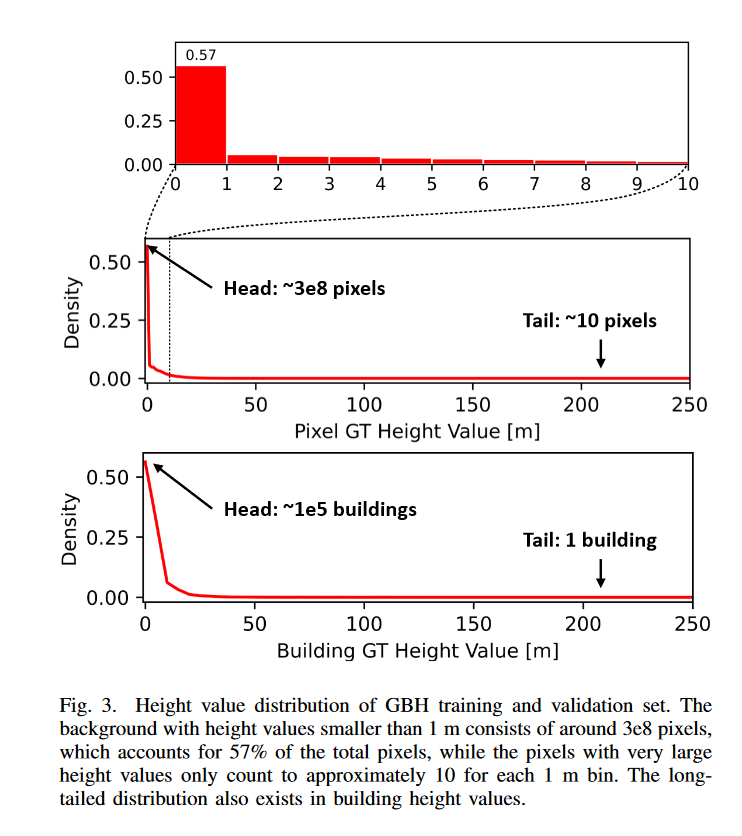 0.57
0.50
0.25
0.00
0 1 2 3 4 5 6 7 8 9 10
0.50
0.25
0.00
Density
Head: ~3e8 pixels
Tail: ~10 pixels
0 50 100 150 200 250
Pixel GT Height Value [m]
0.50
0.25
0.00
Density
Head: ~1e5 buildings
Tail: 1 building
0 50 100 150 200 250
Building GT Height Value [m]
Fig. 3. Height value distribution of GBH training and validation set. The
background with height values smaller than 1 m consists of around 3e8 pixels,
which accounts for 57% of the total pixels, while the pixels with very large
height values only count to approximately 10 for each 1 m bin. The long-
tailed distribution also exists in building height values.